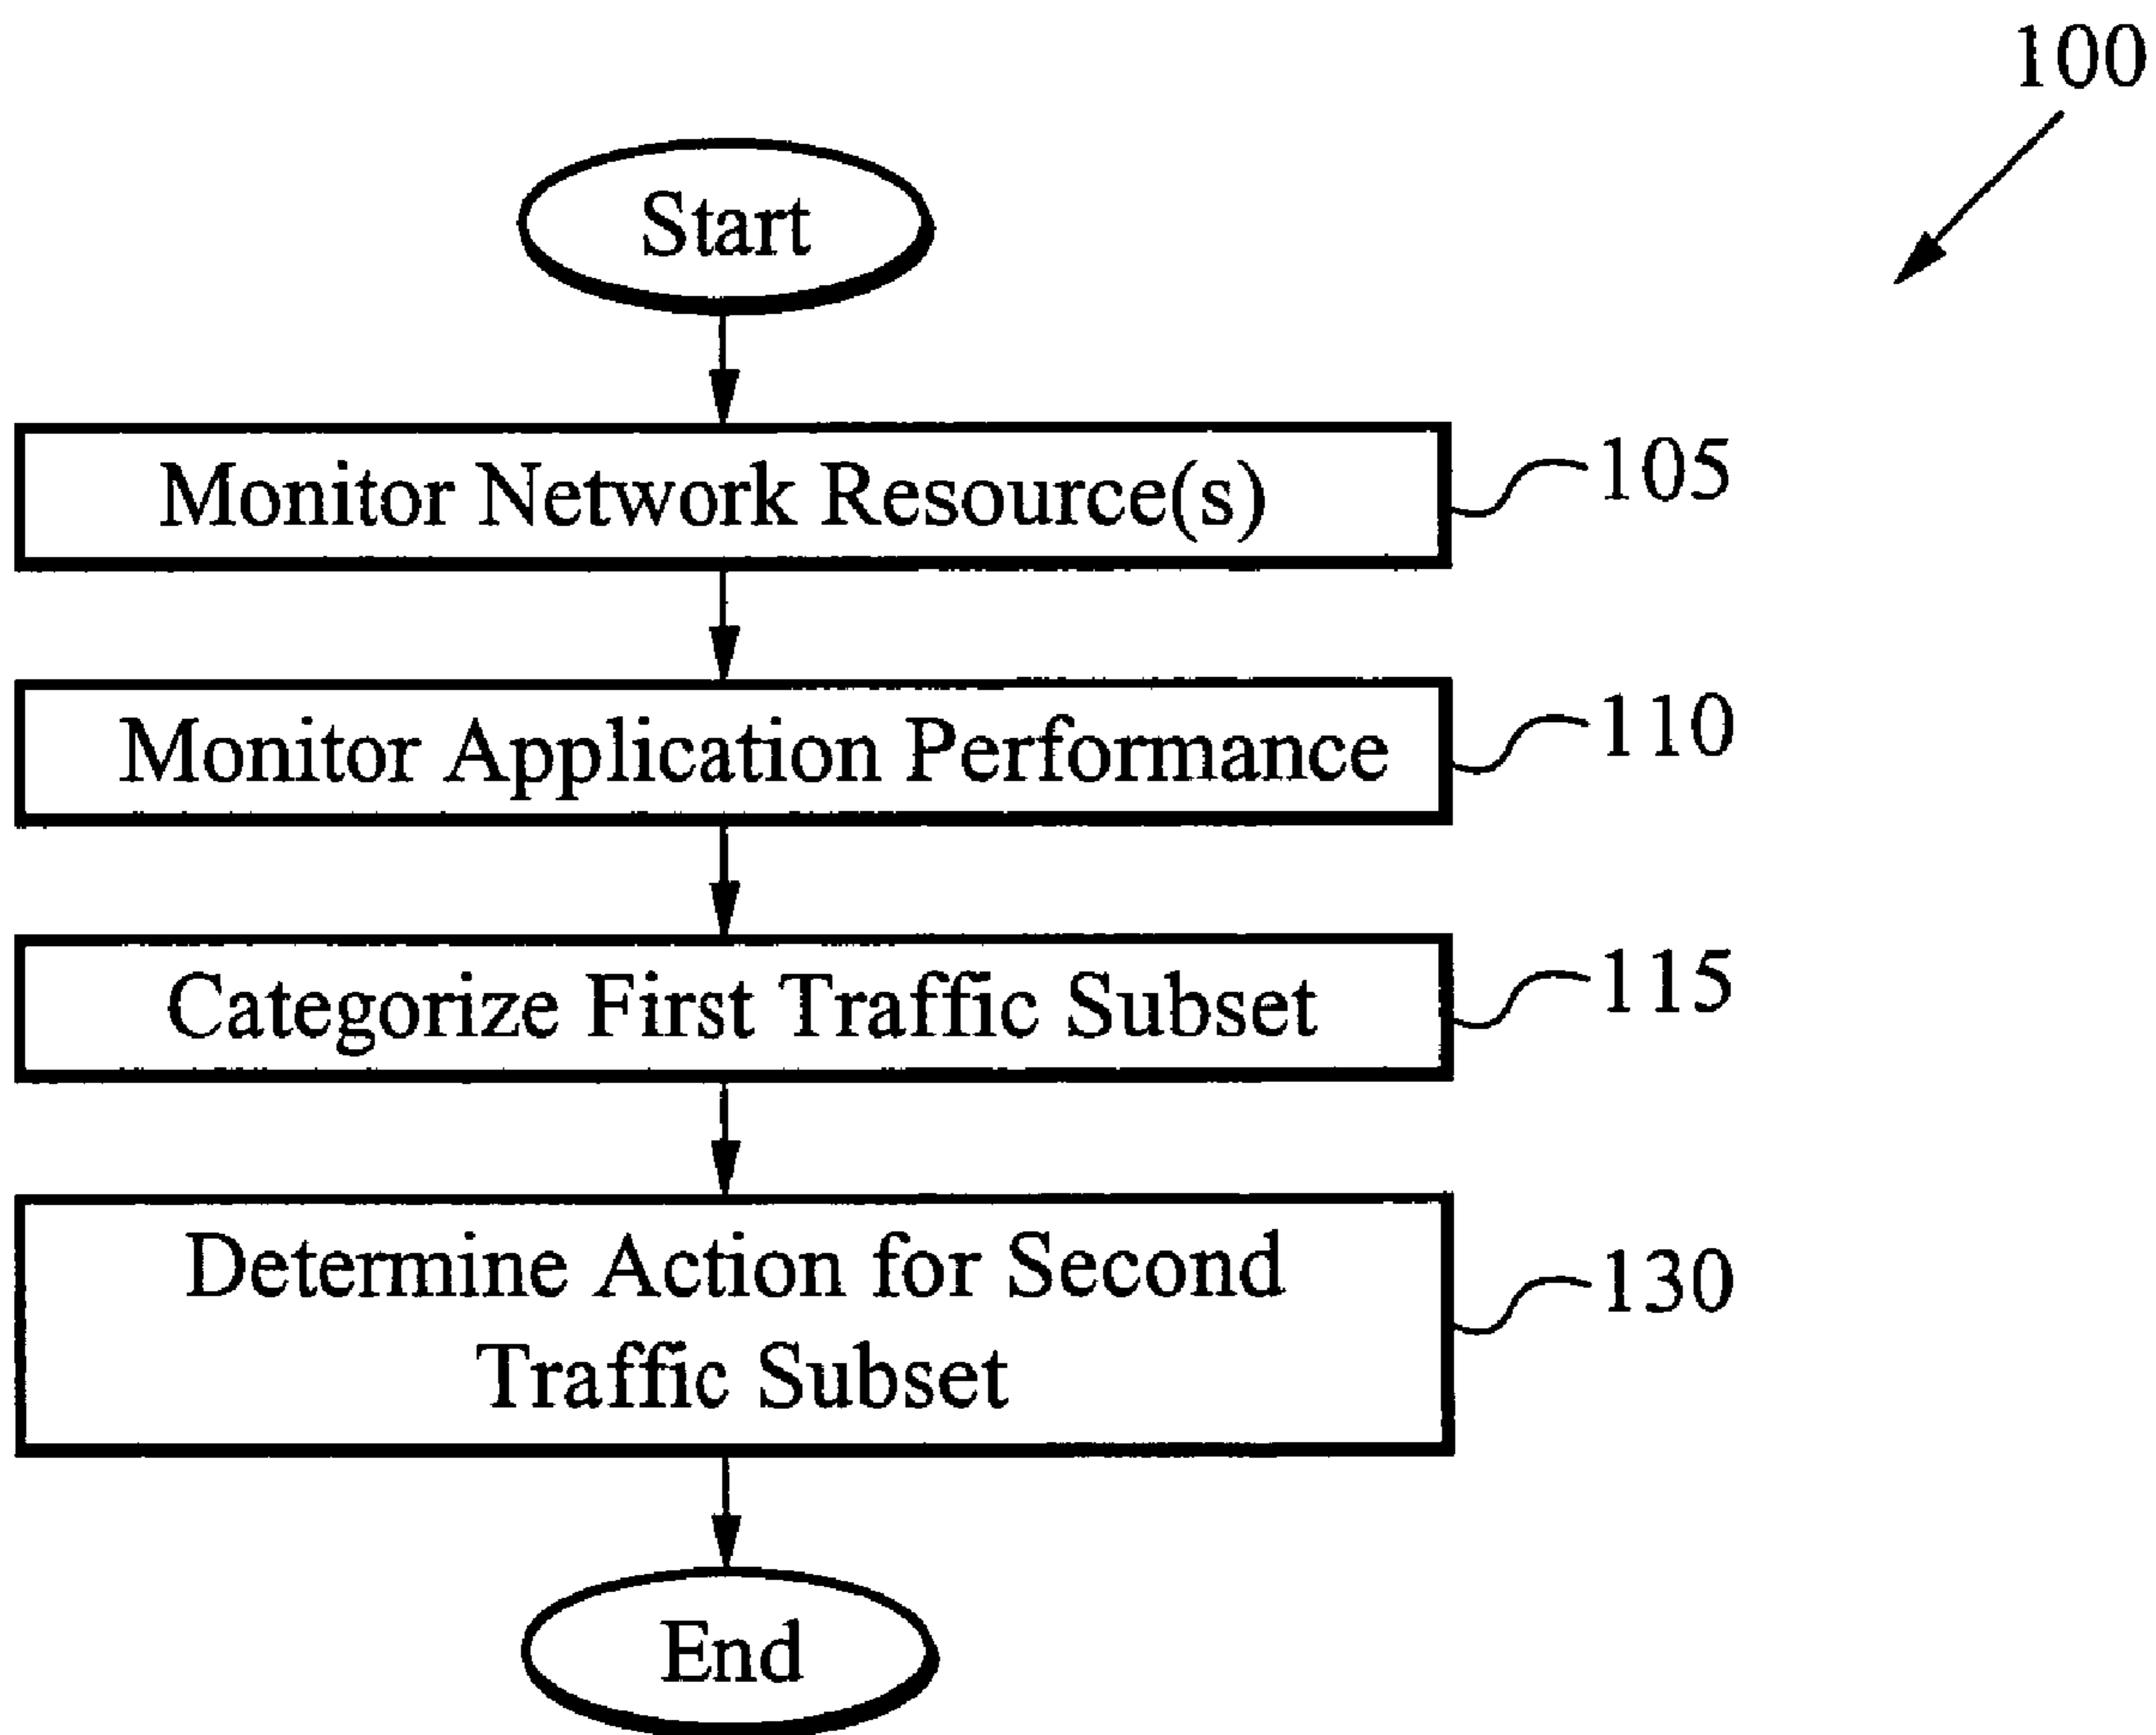 100
Start
Monitor Network Resource(s)
105
Monitor Application Performance
110
Categorize First Traffic Subset
115
Determine Action for Second
Traffic Subset
130
End